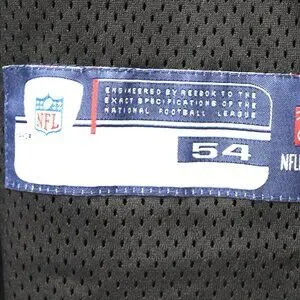 ENGINEERED BY REEBOK TO THE
EXACT SPECIFICATIONS OF THE
NATIONAL FOOTBALL LEAGUE
NFL
54
NFL